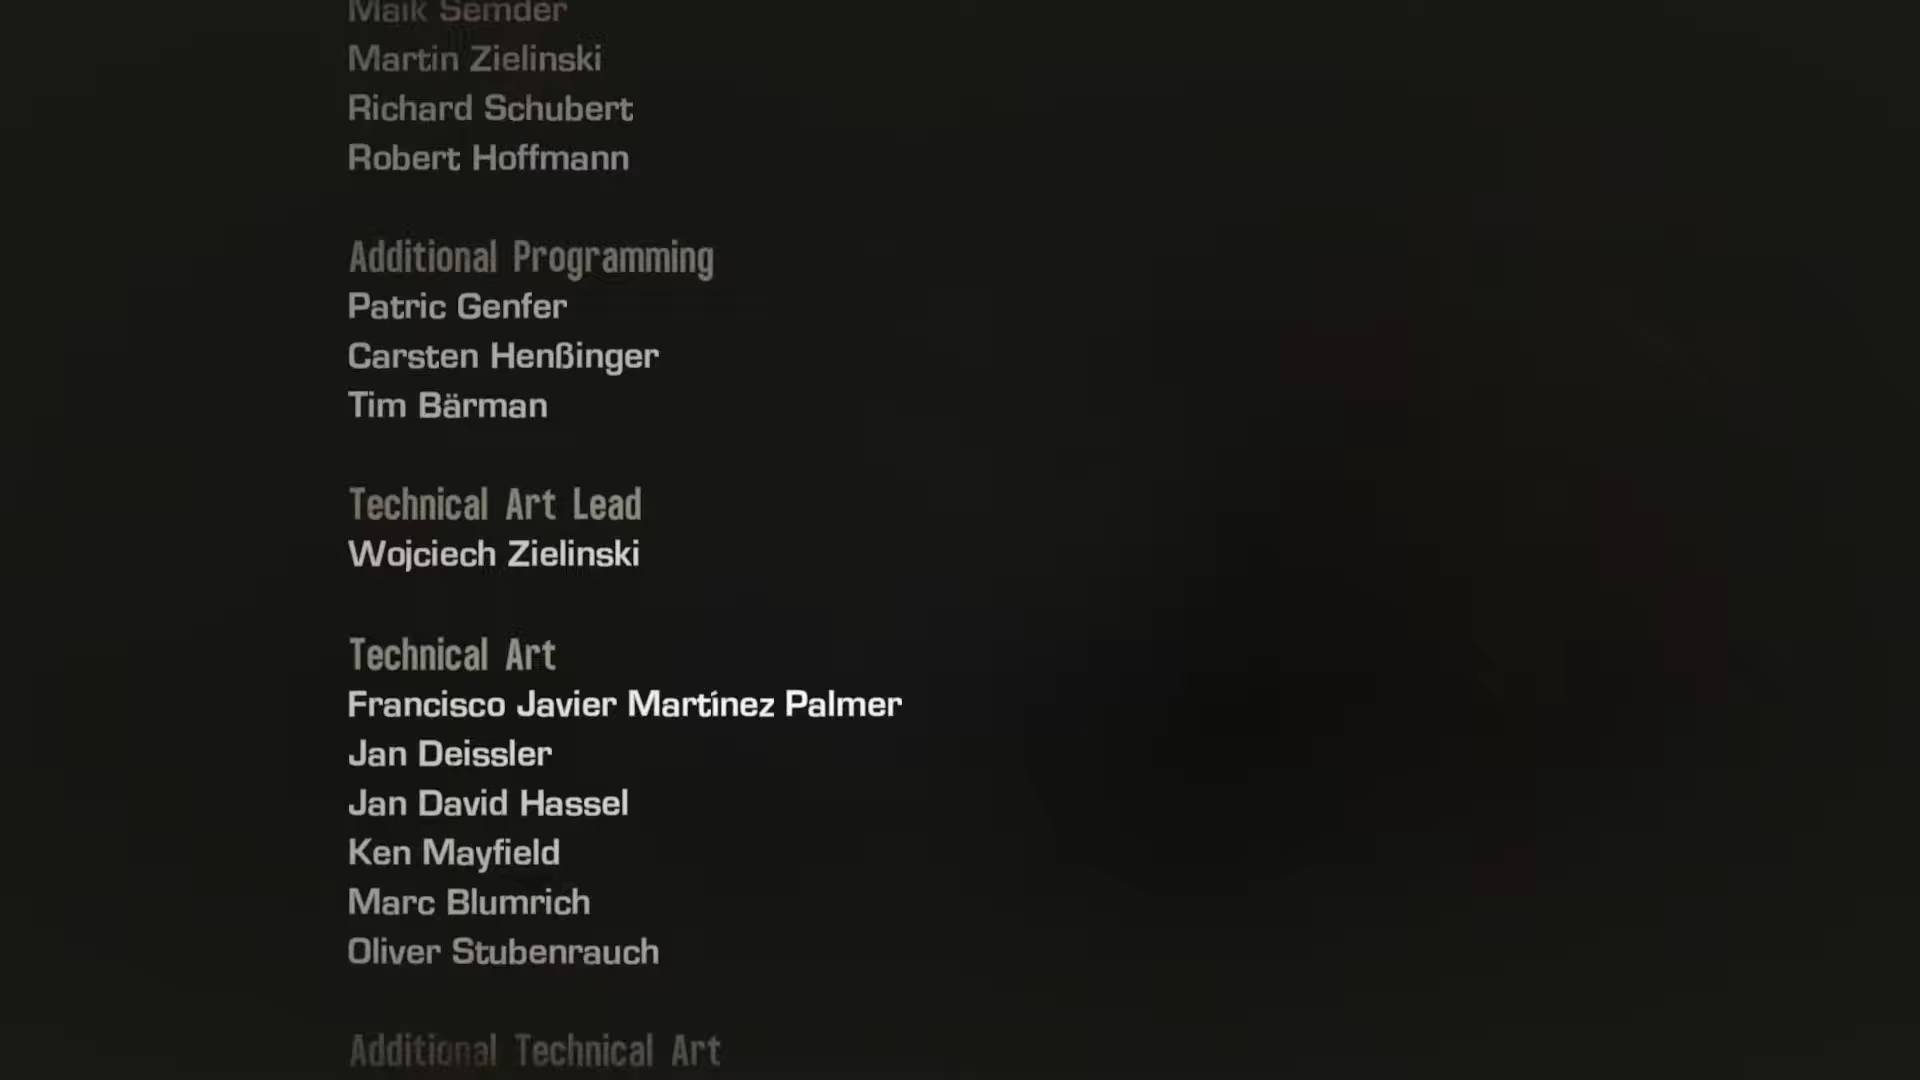 Maik Semder
Martin Zielinski
Richard Schubert
Robert Hoffmann
Additional Programming
Patric Genfer
Carsten Henßinger
Tim Bärman
Technical Art Lead
Wojciech Zielinski
Technical Art
Francisco Javier Martínez Palmer
Jan Deissler
Jan David Hassel
Ken Mayfield
Marc Blumrich
Oliver Stubenrauch
Additional Technical Art